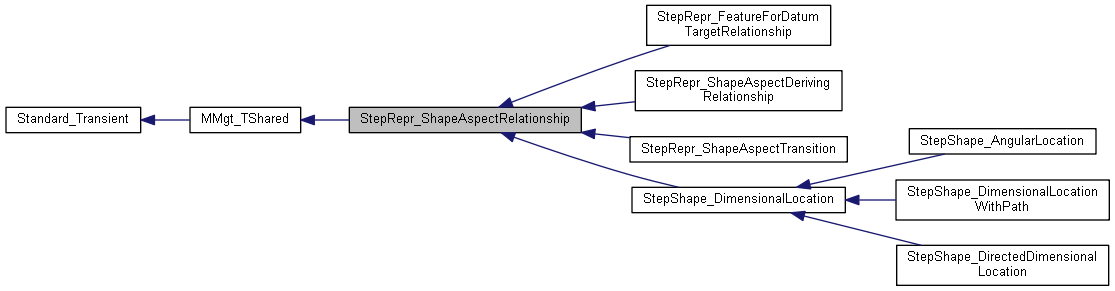 Standard_Transient
MMgt_TShared
StepRepr_ShapeAspectRelationship
StepRepr_FeatureForDatum
TargetRelationship
StepRepr_ShapeAspectDeriving
Relationship
StepRepr_ShapeAspectTransition
StepShape_DimensionalLocation
StepShape_AngularLocation
StepShape_DimensionalLocation
WithPath
StepShape_DirectedDimensional
Location